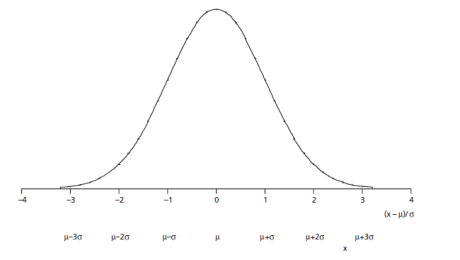 −4 −3 −2 −1 0 1 2 3 4
(x − μ)/ σ
μ−3σ μ−2σ μ−σ μ μ+σ μ+2σ μ+3σ
x